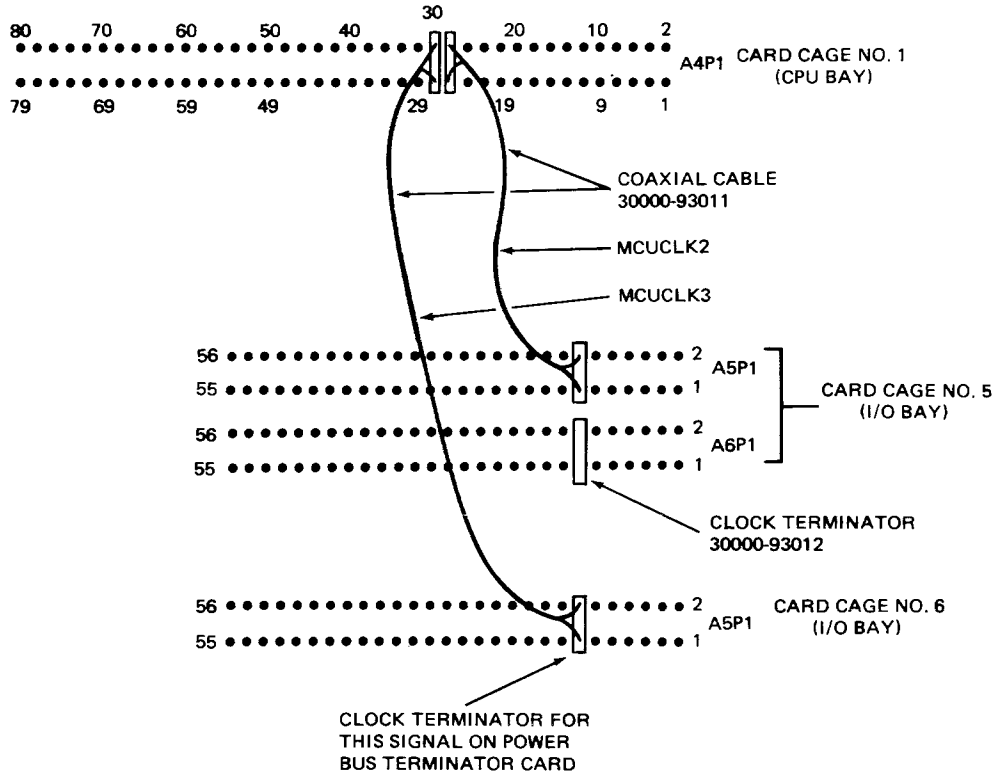 80 70 60 50 40 30 20 10 2
A4P1 CARD CAGE NO. 1
(CPU BAY)
79 69 59 49 29 19 9 1
COAXIAL CABLE
30000-93011
MCUCLK2
MCUCLK3
56 2
A5P1
55 1
CARD CAGE NO. 5
(I/O BAY)
56 2
A6P1
55 1
CLOCK TERMINATOR
30000-93012
56 2
A5P1
55 1
CARD CAGE NO. 6
(I/O BAY)
CLOCK TERMINATOR FOR
THIS SIGNAL ON POWER
BUS TERMINATOR CARD